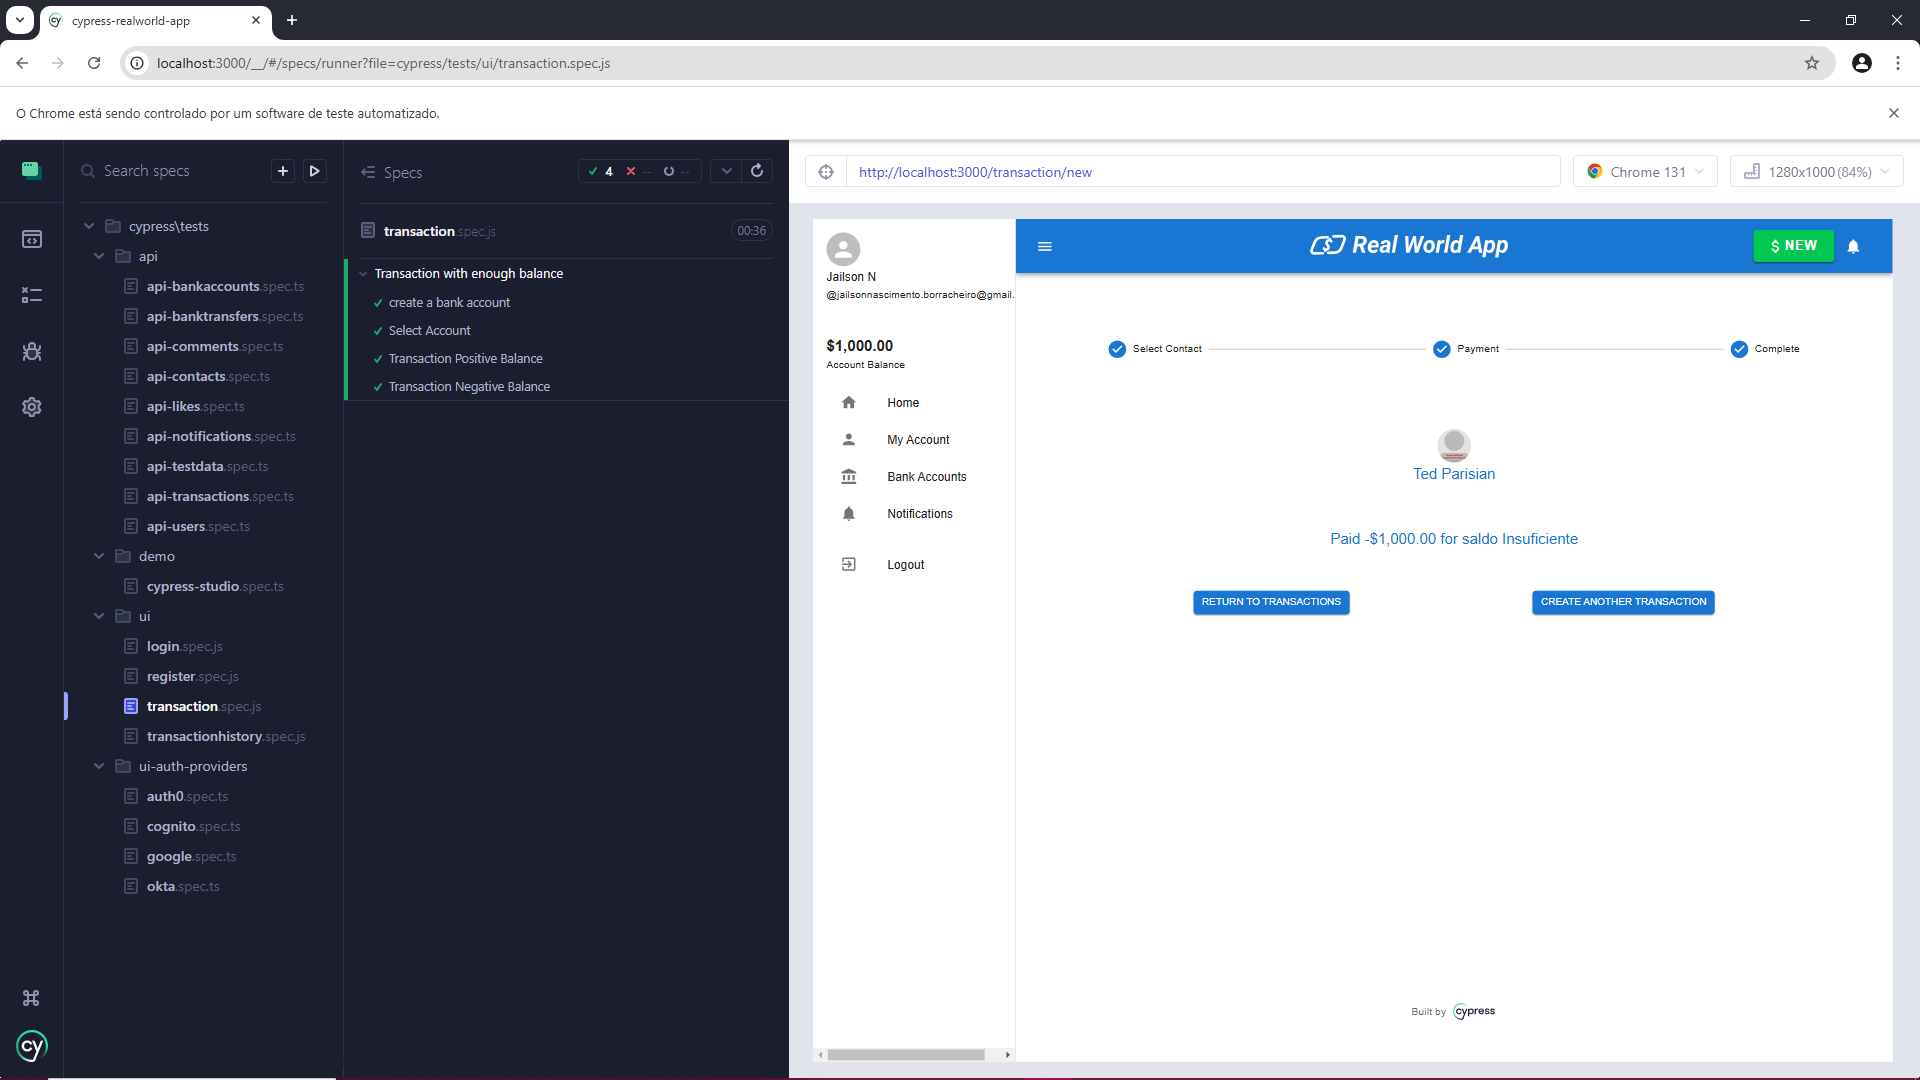 cypress-realworld-app
localhost:3000/__/#/specs/runner?file=cypress/tests/ui/transaction.spec.js
O Chrome está sendo controlado por um software de teste automatizado.
Search specs
cypress\tests
api
api-bankaccounts.spec.ts
api-banktransfers.spec.ts
api-comments.spec.ts
api-contacts.spec.ts
api-likes.spec.ts
api-notifications.spec.ts
api-testdata.spec.ts
api-transactions.spec.ts
api-users.spec.ts
demo
cypress-studio.spec.ts
ui
login.spec.js
register.spec.js
transaction.spec.js
transactionhistory.spec.js
ui-auth-providers
auth0.spec.ts
cognito.spec.ts
google.spec.ts
okta.spec.ts
cy
Specs
4 -- --
transaction.spec.js 00:36
Transaction with enough balance
create a bank account
Select Account
Transaction Positive Balance
Transaction Negative Balance
http://localhost:3000/transaction/new
Chrome 131
1280x1000 (84%)
Jailson N
@jailsonnascimento.borracheiro@gmail.
$1,000.00
Account Balance
Home
My Account
Bank Accounts
Notifications
Logout
Real World App
$ NEW
Select Contact
Payment
Complete
Ted Parisian
Paid -$1,000.00 for saldo Insuficiente
RETURN TO TRANSACTIONS
CREATE ANOTHER TRANSACTION
Built by cypress